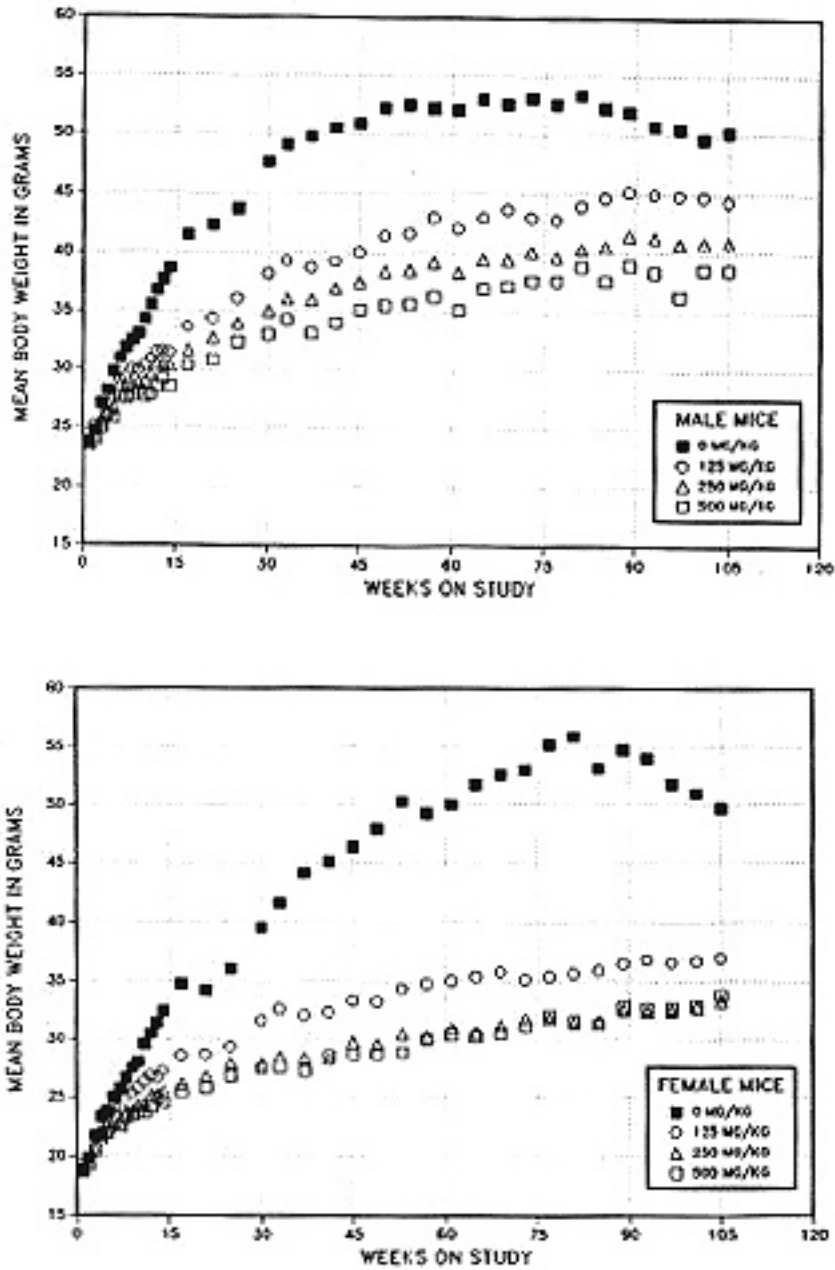 MEAN BODY WEIGHT IN GRAMS
60
55
50
45
40
35
30
25
20
15
0 15 30 45 60 75 90 105 120
WEEKS ON STUDY
MALE MICE
0 MG/KG
125 MG/KG
250 MG/KG
500 MG/KG
MEAN BODY WEIGHT IN GRAMS
60
55
50
45
40
35
30
25
20
15
0 15 30 45 60 75 90 105 120
WEEKS ON STUDY
FEMALE MICE
0 MG/KG
125 MG/KG
250 MG/KG
500 MG/KG